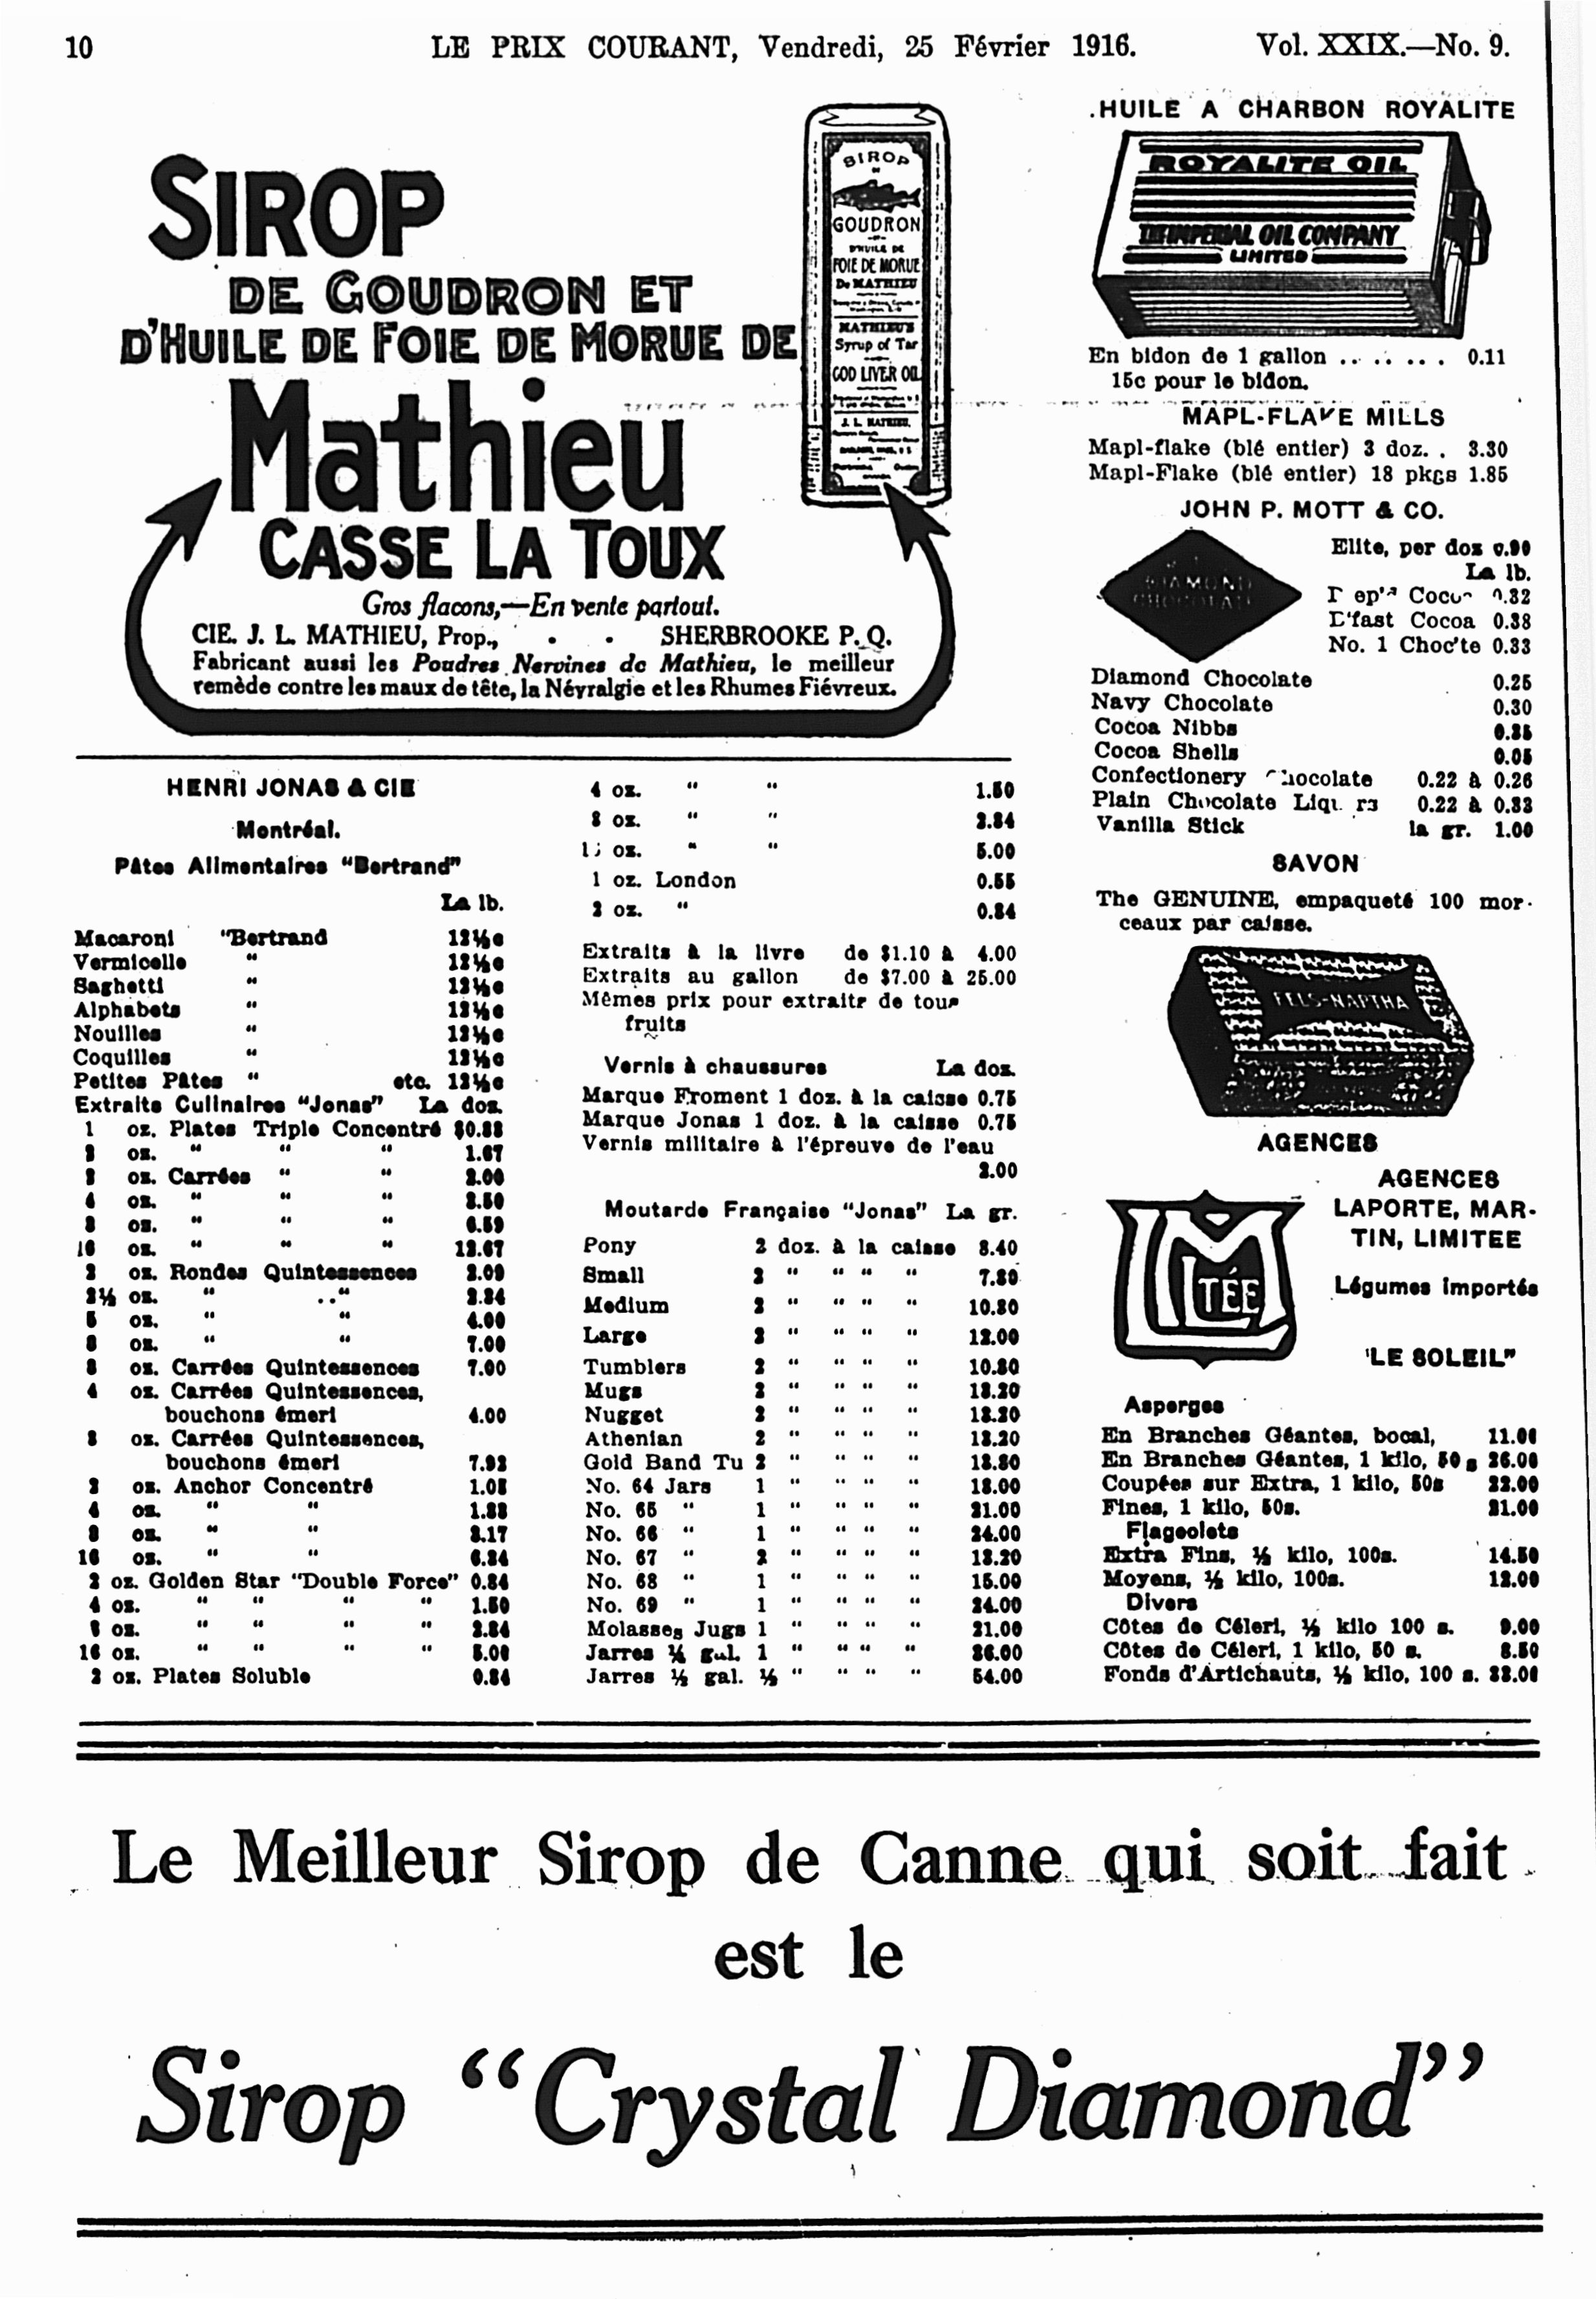 10
LE PRIX COURANT, Vendredi, 25 Février 1916.
Vol. XXIX.—No. 9.
SIROP
DE GOUDRON ET
D'HUILE DE FOIE DE MORUE DE
Mathieu
CASSE LA TOUX
Gros flacons,—En vente partout.
CIE. J. L. MATHIEU, Prop., - - SHERBROOKE P. Q.
Fabricant aussi les Poudres Nervines de Mathieu, le meilleur
remède contre les maux de tête, la Névralgie et les Rhumes Fiévreux.
SIROP
GOUDRON
D'HUILE DE
FOIE DE MORUE
De MATHIEU
MATHIEU'S
Syrup of Tar
COD LIVER OIL
J. L. MATHIEU,
HENRI JONAS & CIE
Montréal.
Pâtes Alimentaires "Bertrand"
La lb.
Macaroni "Bertrand
Vermicelle "
Saghetti "
Alphabets "
Nouilles "
Coquilles "
Petites Pâtes " etc.
Extraits Culinaires "Jonas" La doz.
1 oz. Plates Triple Concentré $0.88
2 oz. " " " 1.67
2 oz. Carrées " " 2.00
4 oz. " " " 3.50
8 oz. " " " 6.59
16 oz. " " " 12.67
2 oz. Rondes Quintessences 2.09
2½ oz. " " 2.34
5 oz. " " 4.00
8 oz. " " 7.00
8 oz. Carrées Quintessences 7.00
4 oz. Carrées Quintessences,
bouchons émeri 4.00
8 oz. Carrées Quintessences,
bouchons émeri 7.92
2 oz. Anchor Concentré 1.05
4 oz. " " 1.88
8 oz. " " 3.17
16 oz. " " 6.34
2 oz. Golden Star "Double Force" 0.84
4 oz. " " " " 1.50
8 oz. " " " " 2.84
16 oz. " " " " 5.00
2 oz. Plates Soluble 0.84
4 oz. " " 1.50
8 oz. " " 2.84
oz. " " 5.00
1 oz. London 0.55
2 oz. " 0.84
Extraits à la livre de $1.10 à 4.00
Extraits au gallon de $7.00 à 25.00
Mêmes prix pour extraits de tous
fruits
Vernis à chaussures La doz.
Marque Froment 1 doz. à la caisse 0.75
Marque Jonas 1 doz. à la caisse 0.75
Vernis militaire à l'épreuve de l'eau
2.00
Moutarde Française "Jonas" La gr.
Pony 2 doz. à la caisse 8.40
Small 2 " " " " 7.80
Medium 2 " " " " 10.80
Large 2 " " " " 12.00
Tumblers 2 " " " " 10.80
Mugs 2 " " " " 13.20
Nugget 2 " " " " 13.20
Athenian 2 " " " " 13.20
Gold Band Tu 2 " " " "
No. 64 Jars 1 " " " " 18.00
No. 65 " 1 " " " " 21.00
No. 66 " 1 " " " " 24.00
No. 67 " 2 " " " " 13.20
No. 68 " 1 " " " " 15.00
No. 69 " 1 " " " " 24.00
Molasses Jugs 1 " " " " 21.00
Jarres ¼ gal. 1 " " " " 36.00
Jarres ½ gal. ½ " " " " 54.00
HUILE A CHARBON ROYALITE
ROYALITE OIL
THE IMPERIAL OIL COMPANY
LIMITED
En bidon de 1 gallon .. .. .. . 0.11
15c pour le bidon.
MAPL-FLAKE MILLS
Mapl-flake (blé entier) 3 doz. . 3.30
Mapl-Flake (blé entier) 18 pkgs 1.85
JOHN P. MOTT & CO.
DIAMOND
CHOCOLATE
Elite, per doz 0.90
La lb.
0.32
B'fast Cocoa 0.38
No. 1 Choc'te 0.33
Diamond Chocolate 0.25
Navy Chocolate 0.30
Cocoa Nibbs 0.35
Cocoa Shells 0.05
Confectionery Chocolate 0.22 à 0.26
Plain Chocolate 0.22 à 0.33
Vanilla Stick la gr. 1.00
SAVON
The GENUINE, empaqueté 100 mor-
ceaux par caisse.
FELS-NAPTHA
AGENCES
AGENCES
LAPORTE, MAR-
TIN, LIMITEE
Légumes Importés
"LE SOLEIL"
LM
TÉE
Asperges
En Branches Géantes, bocal, 11.00
En Branches Géantes, 1 kilo, 50 s 26.00
Coupées sur Extra, 1 kilo, 50s 22.00
Fines, 1 kilo, 50s. 21.00
Flageolets
Extra Fins, ½ kilo, 100s. 14.50
Moyens, ½ kilo, 100s. 12.00
Divers
Côtes de Céleri, ½ kilo 100 s. 9.00
Côtes de Céleri, 1 kilo, 50 s. 8.50
Fonds d'Artichauts, ½ kilo, 100 s.
Le Meilleur Sirop de Canne qui soit fait
est le
Sirop "Crystal Diamond"